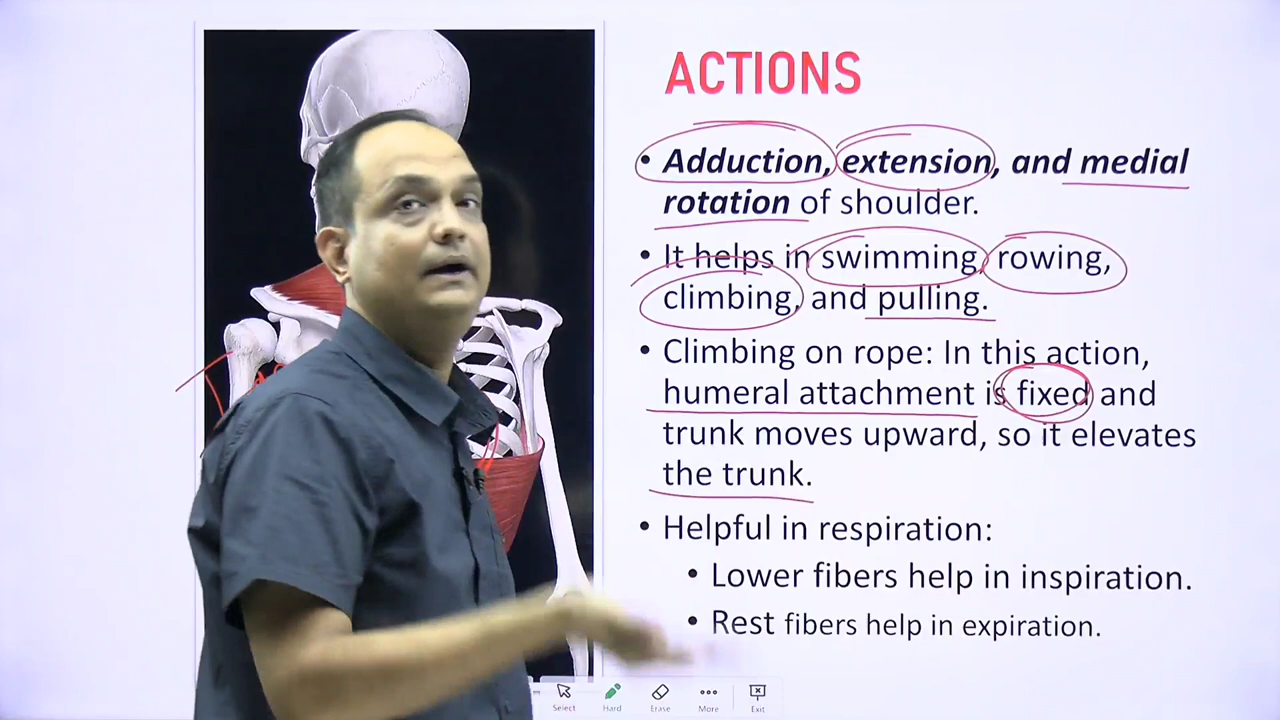 ACTIONS
• Adduction, extension, and medial
rotation of shoulder.
• It helps in swimming, rowing,
climbing, and pulling.
• Climbing on rope: In this action,
humeral attachment is fixed and
trunk moves upward, so it elevates
the trunk.
• Helpful in respiration:
• Lower fibers help in inspiration.
• Rest fibers help in expiration.
Select Hard Erase More Exit